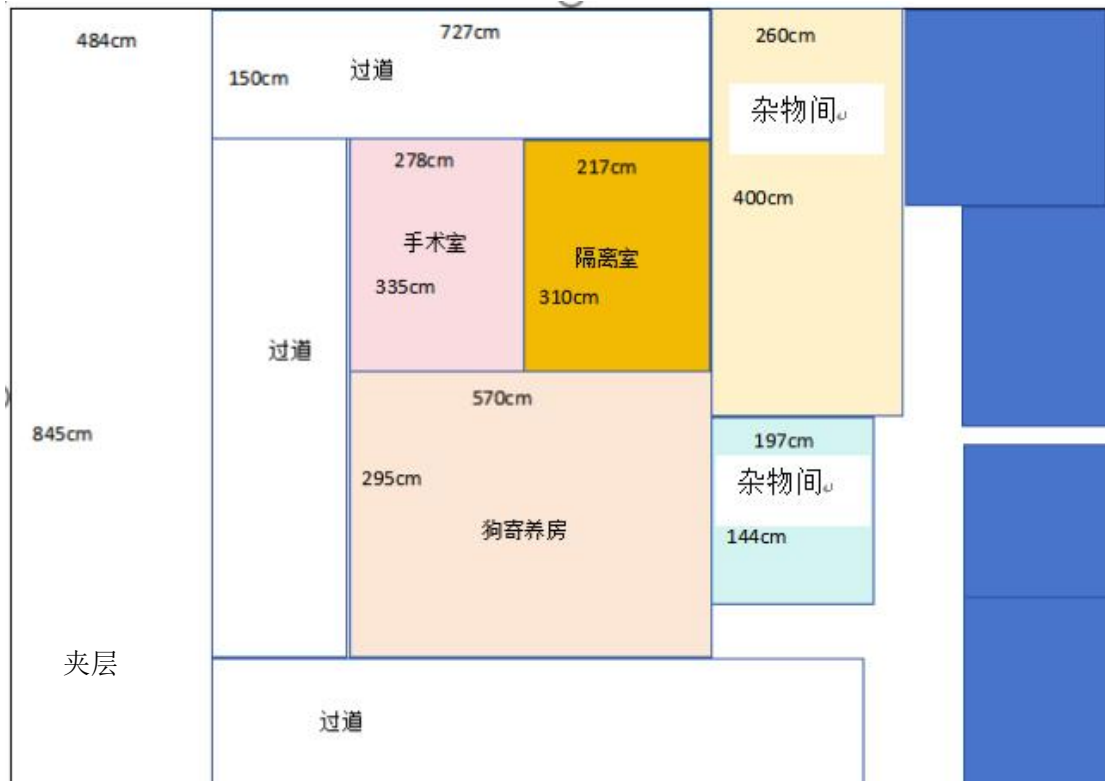 484cm
727cm
260cm
150cm
过道
杂物间
278cm
217cm
400cm
手术室
隔离室
335cm
310cm
过道
570cm
845cm
197cm
295cm
杂物间
狗寄养房
144cm
夹层
过道